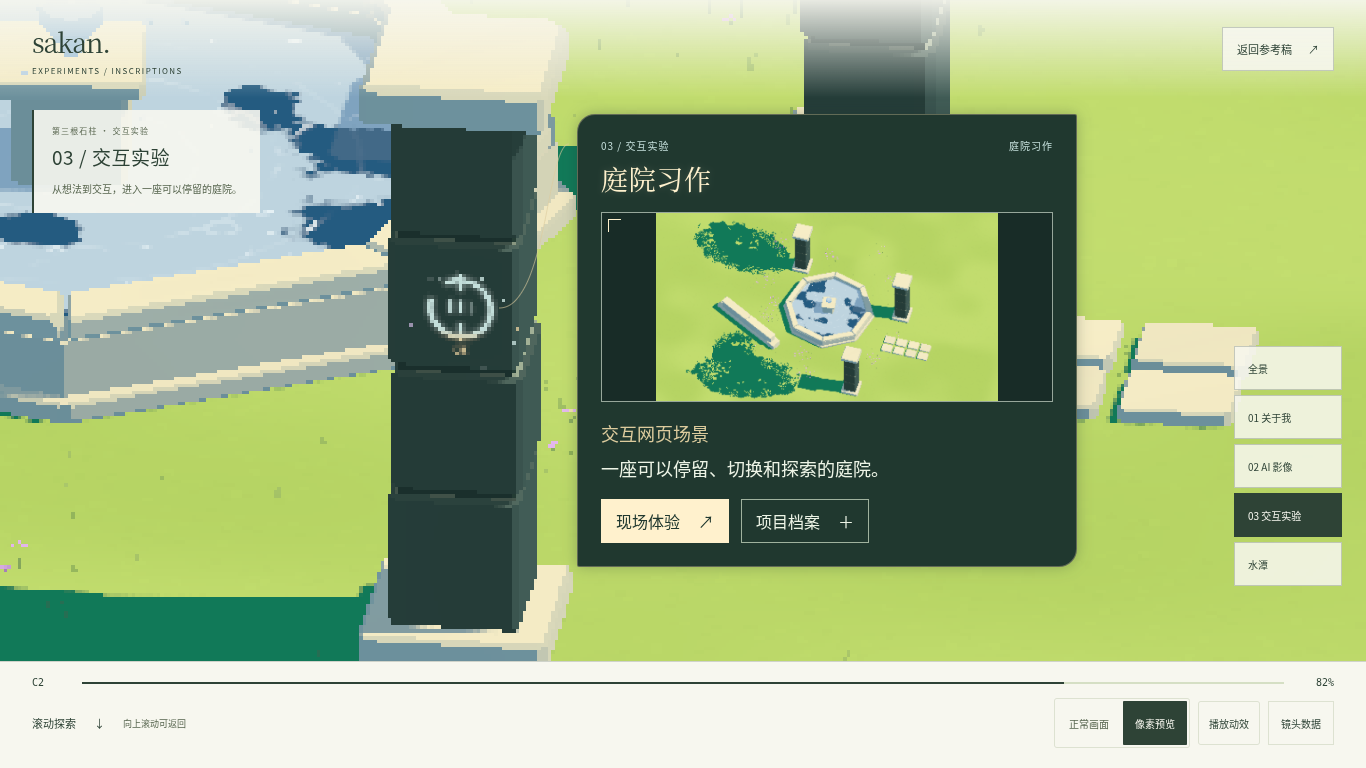 sakan.
EXPERIMENTS / INSCRIPTIONS
返回参考稿 ↗
第三根石柱 · 交互实验
03 / 交互实验
从想法到交互，进入一座可以停留的庭院。
03 / 交互实验
庭院习作
庭院习作
交互网页场景
一座可以停留、切换和探索的庭院。
现场体验 ↗
项目档案 +
全景
01 关于我
02 AI 影像
03 交互实验
水潭
C2
82%
滚动探索 ↓ 向上滚动可返回
正常画面
像素预览
播放动效
镜头数据